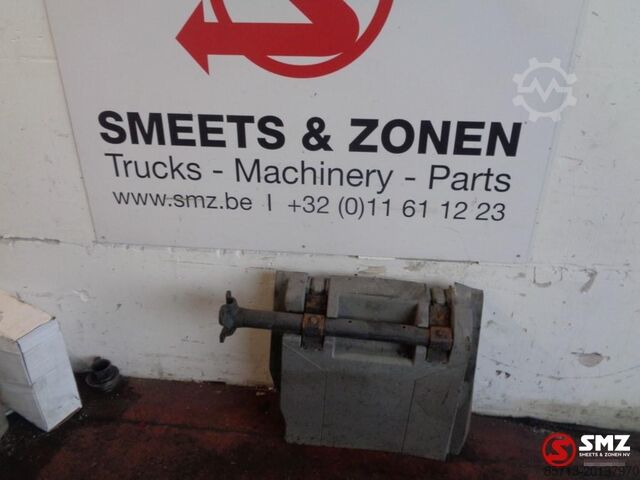 SMEETS & ZONEN
Trucks - Machinery - Parts
www.smz.be I +32 (0)11 61 12 23
SMZ
SMEETS & ZONEN NV